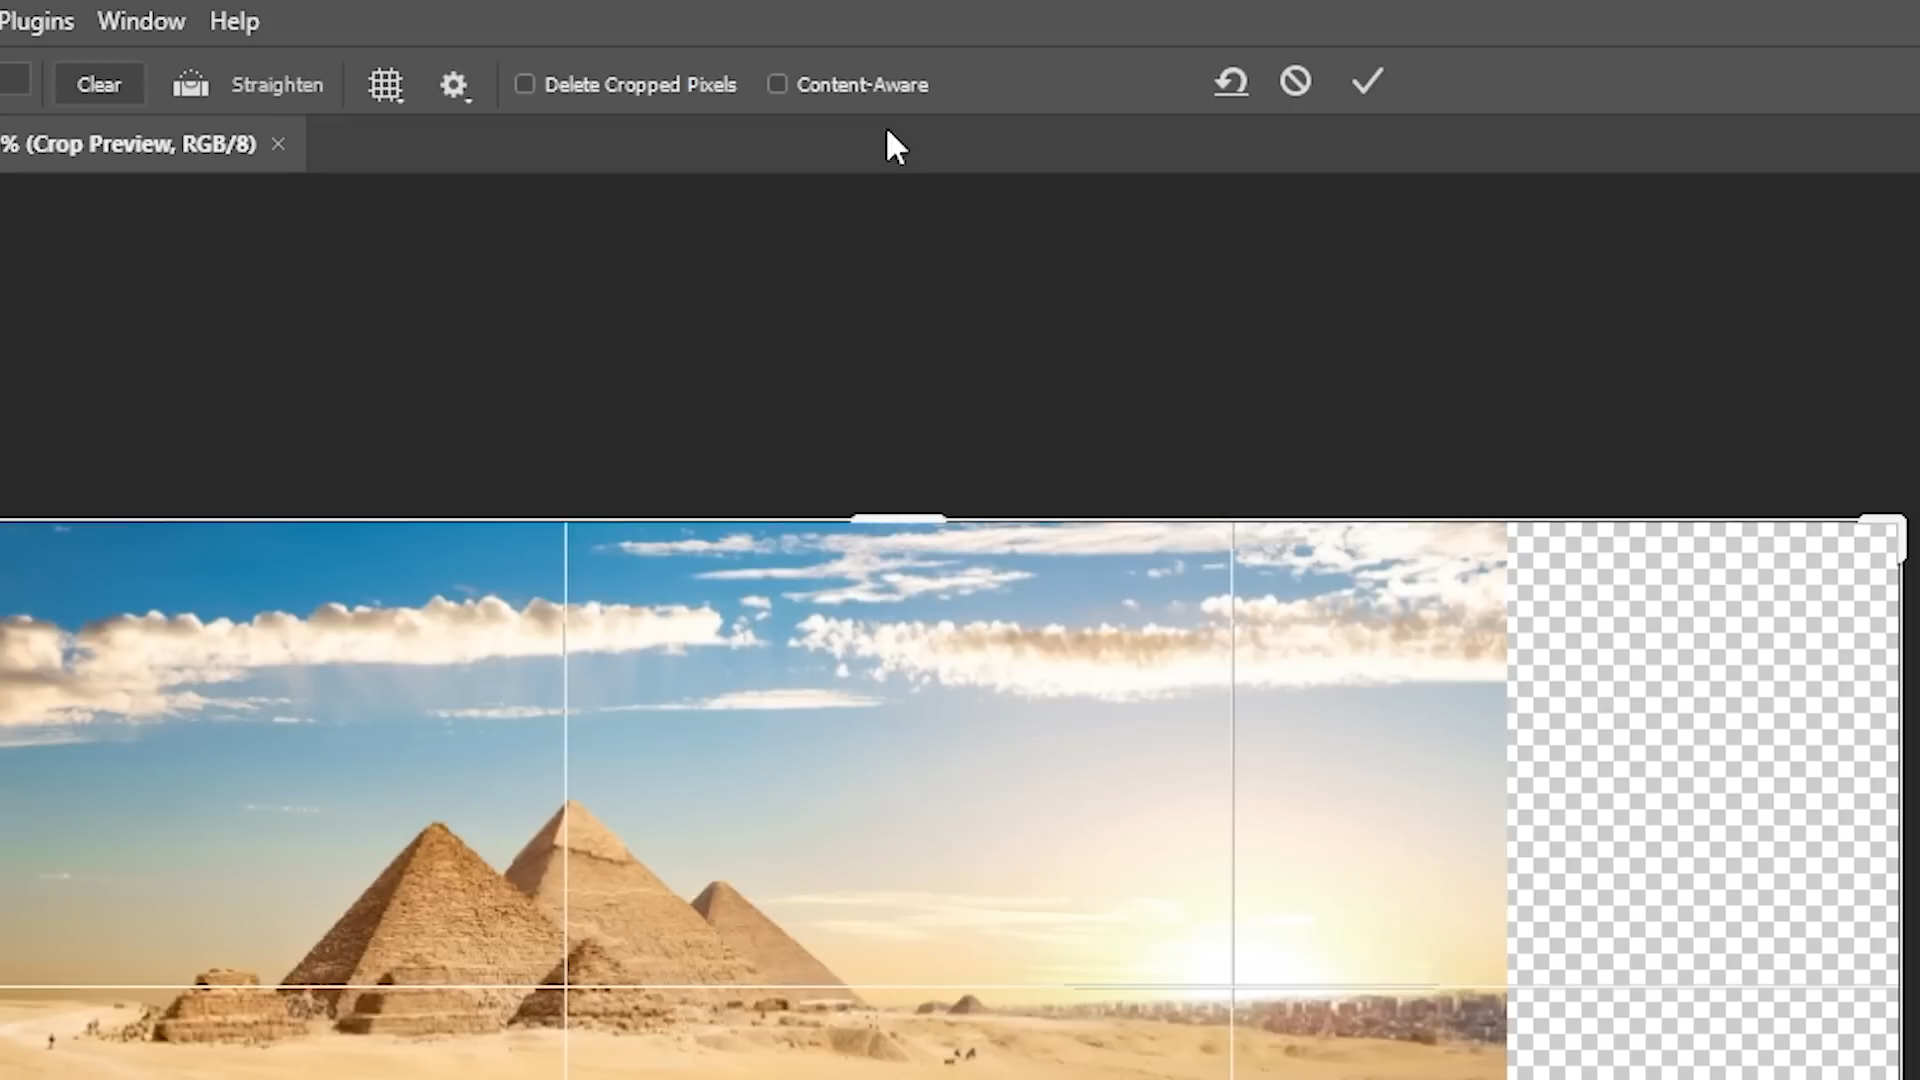 Plugins Window Help
Clear Straighten Delete Cropped Pixels Content-Aware
% (Crop Preview, RGB/8) ×